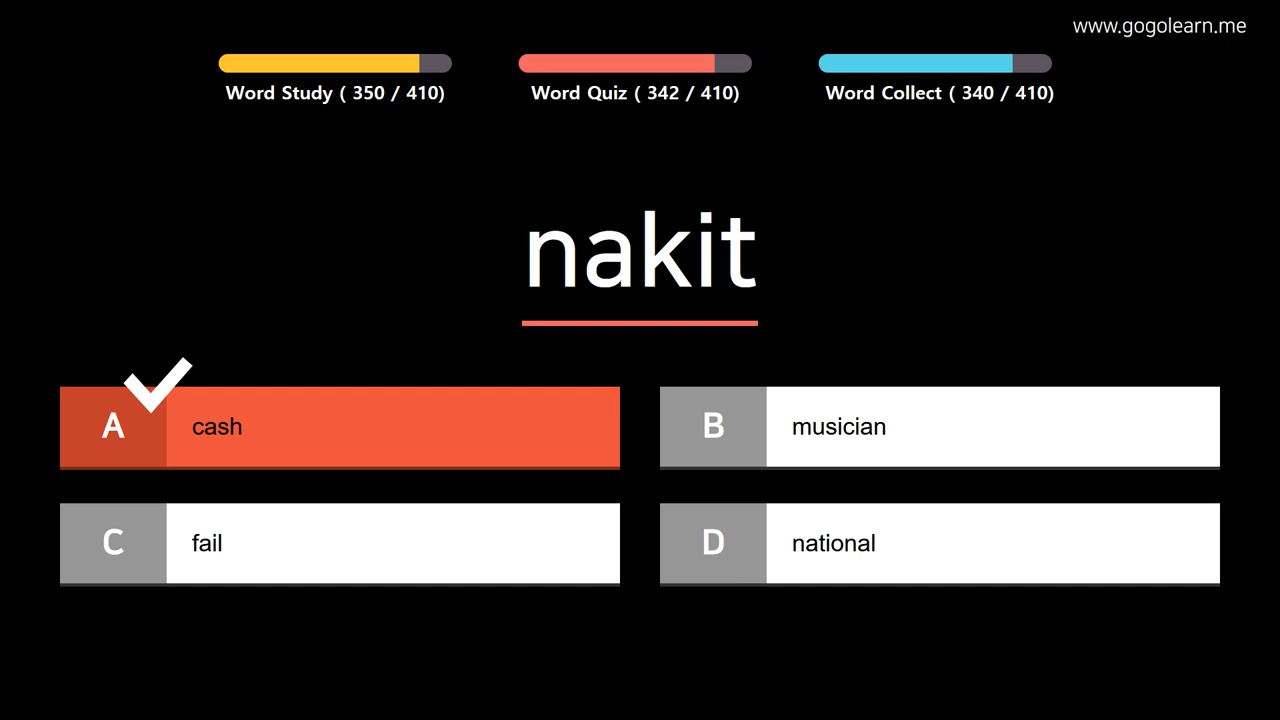 www.gogolearn.me
Word Study ( 350 / 410)
Word Quiz ( 342 / 410)
Word Collect ( 340 / 410)
nakit
A cash
B musician
C fail
D national